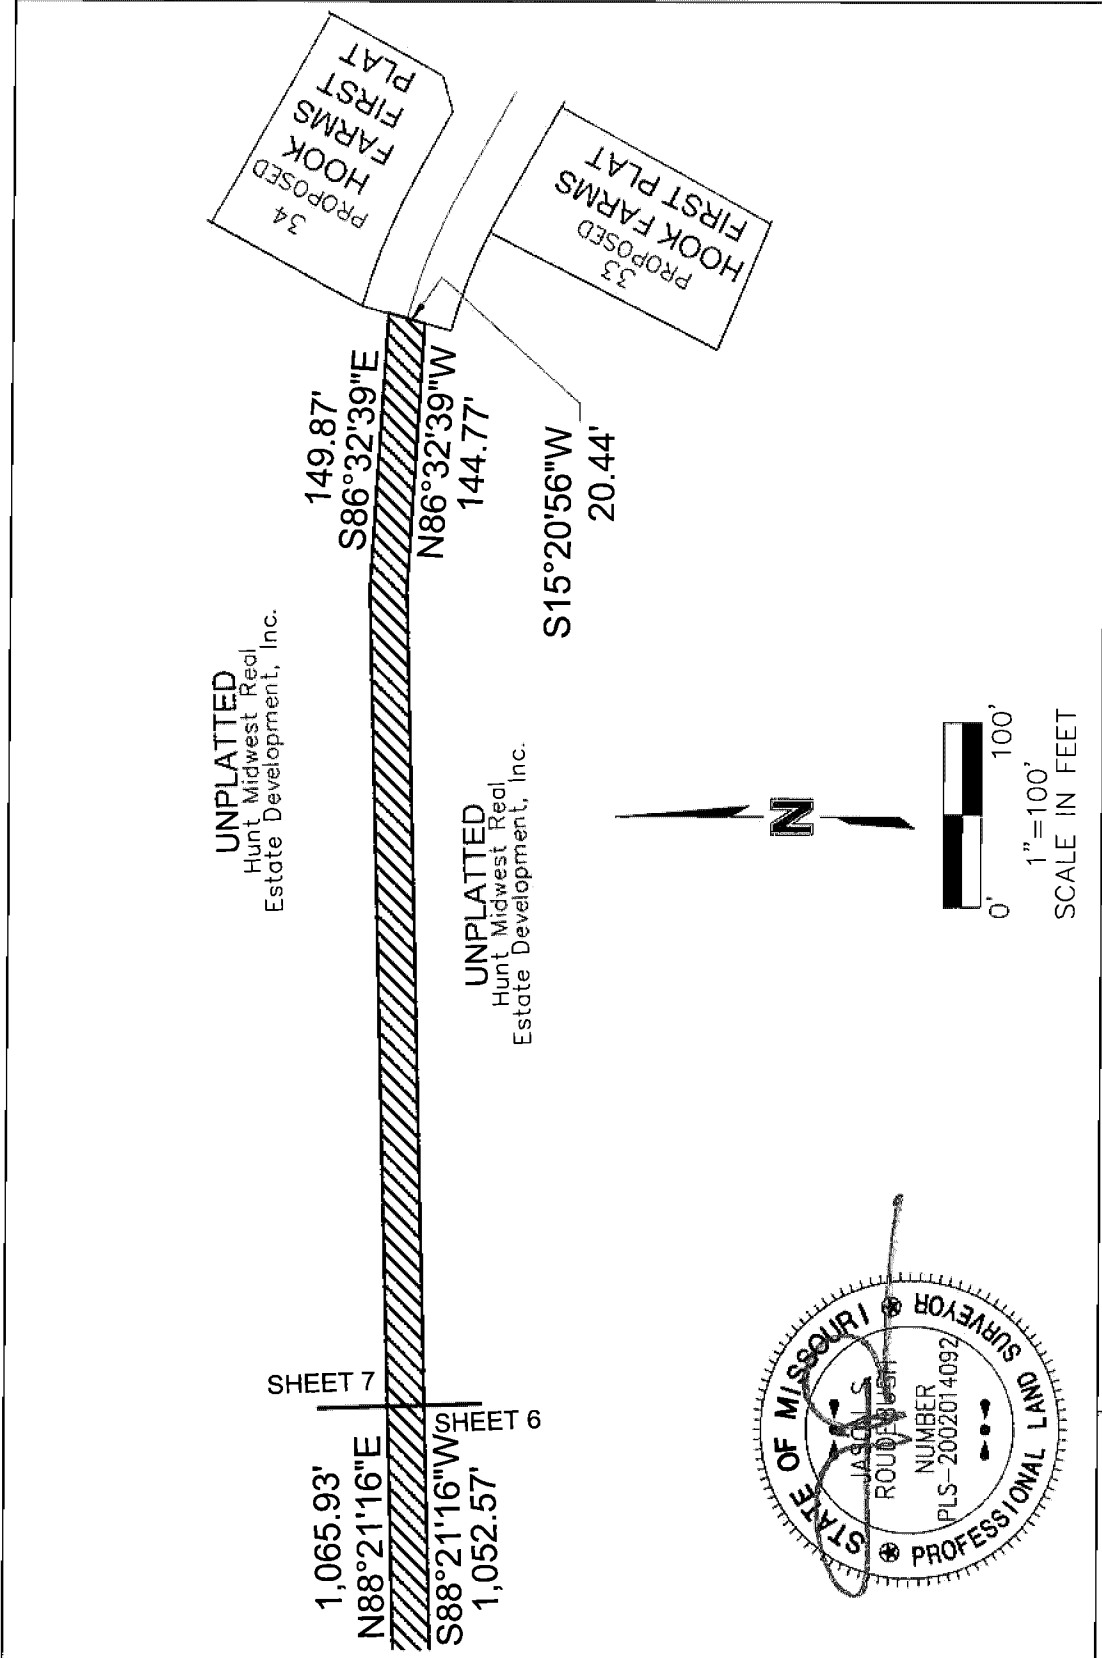 34
PROPOSED
HOOK
FARMS
FIRST
PLAT
33
PROPOSED
HOOK FARMS
FIRST PLAT
149.87'
S86°32'39"E
N86°32'39"W
144.77'
S15°20'56"W
20.44'
UNPLATTED
Hunt Midwest Real
Estate Development, Inc.
UNPLATTED
Hunt Midwest Real
Estate Development, Inc.
N
0' 100'
1"=100'
SCALE IN FEET
SHEET 7
SHEET 6
1,065.93'
N88°21'16"E
S88°21'16"W
1,052.57'
STATE OF MISSOURI
JASON S.
ROUDEBUSH
NUMBER
PLS-2002014092
PROFESSIONAL LAND SURVEYOR